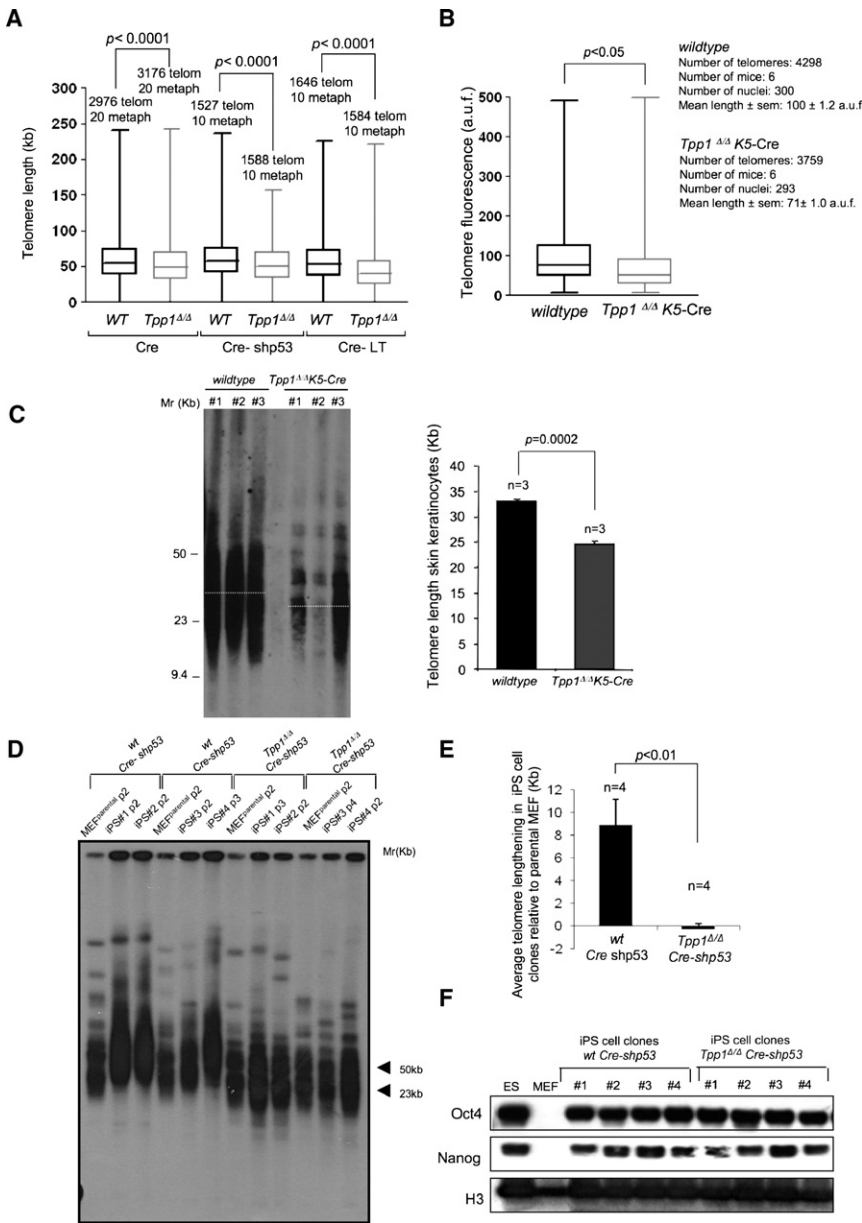 A
p< 0.0001
p< 0.0001
p< 0.0001
3176 telom
20 metaph
2976 telom
20 metaph
1527 telom
10 metaph
1588 telom
10 metaph
1646 telom
10 metaph
1584 telom
10 metaph
Telomere length (kb)
300
250
200
150
100
50
0
WT Tpp1Δ/Δ WT Tpp1Δ/Δ WT Tpp1Δ/Δ
Cre Cre- shp53 Cre- LT
B
p<0.05
Telomere fluorescence (a.u.f.)
500
400
300
200
100
0
wildtype Tpp1 Δ/Δ K5-Cre
wildtype
Number of telomeres: 4298
Number of mice: 6
Number of nuclei: 300
Mean length ± sem: 100 ± 1.2 a.u.f
Tpp1 Δ/Δ K5-Cre
Number of telomeres: 3759
Number of mice: 6
Number of nuclei: 293
Mean length ± sem: 71± 1.0 a.u.f.
C
wildtype Tpp1Δ/ΔK5-Cre
Mr (Kb) #1 #2 #3 #1 #2 #3
50
23
9.4
p=0.0002
Telomere length skin keratinocytes (Kb)
40
35
30
25
20
15
10
5
0
n=3
n=3
wildtype Tpp1Δ/ΔK5-Cre
D
wt
Cre- shp53
wt
Cre-shp53
Tpp1Δ/Δ
Cre-shp53
Tpp1Δ/Δ
Cre-shp53
MEFparental p2
iPS#1 p2
iPS#2 p2
MEFparental p2
iPS#3 p2
iPS#4 p3
MEFparental p2
iPS#1 p3
iPS#2 p2
MEFparental p2
iPS#3 p4
iPS#4 p2
Mr(Kb)
50kb
23kb
E
p<0.01
Average telomere lengthening in iPS cell
clones relative to parental MEF (Kb)
12
10
8
6
4
2
0
-2
n=4
n=4
wt
Cre shp53
Tpp1Δ/Δ
Cre-shp53
F
iPS cell clones
wt Cre-shp53
iPS cell clones
Tpp1Δ/Δ Cre-shp53
ES MEF #1 #2 #3 #4 #1 #2 #3 #4
Oct4
Nanog
H3